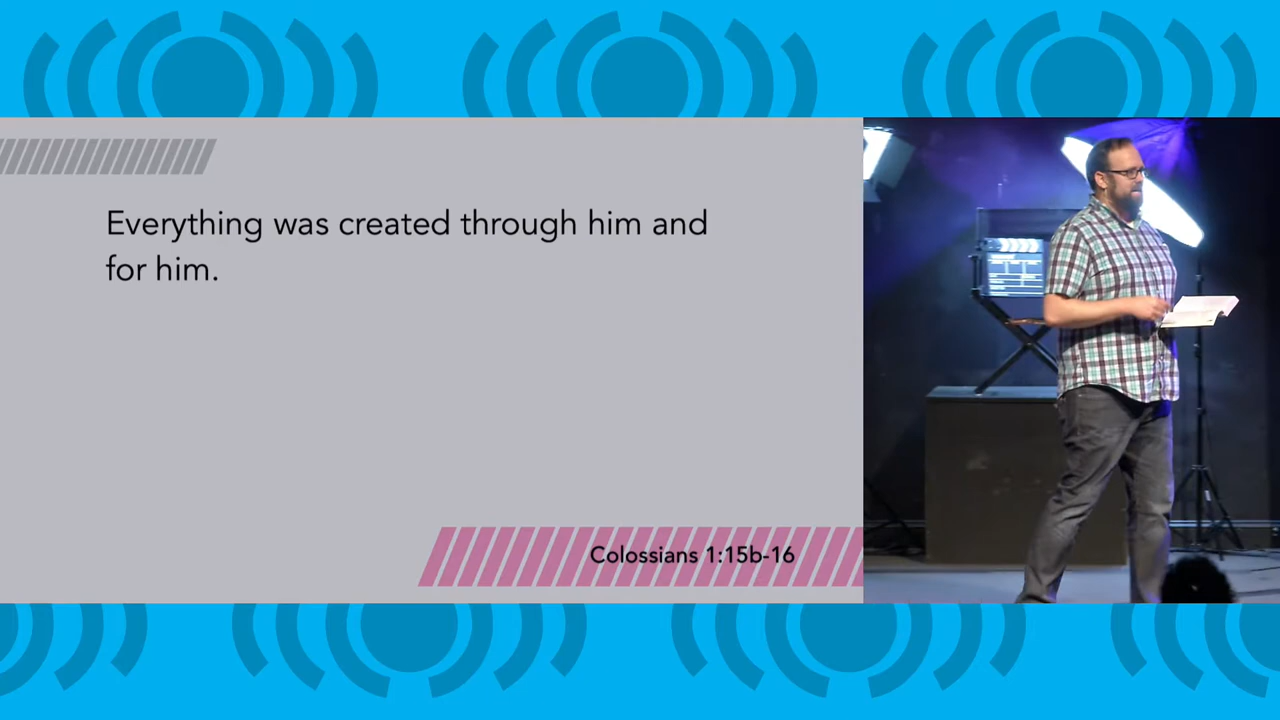 Everything was created through him and
for him.
Colossians 1:15b-16